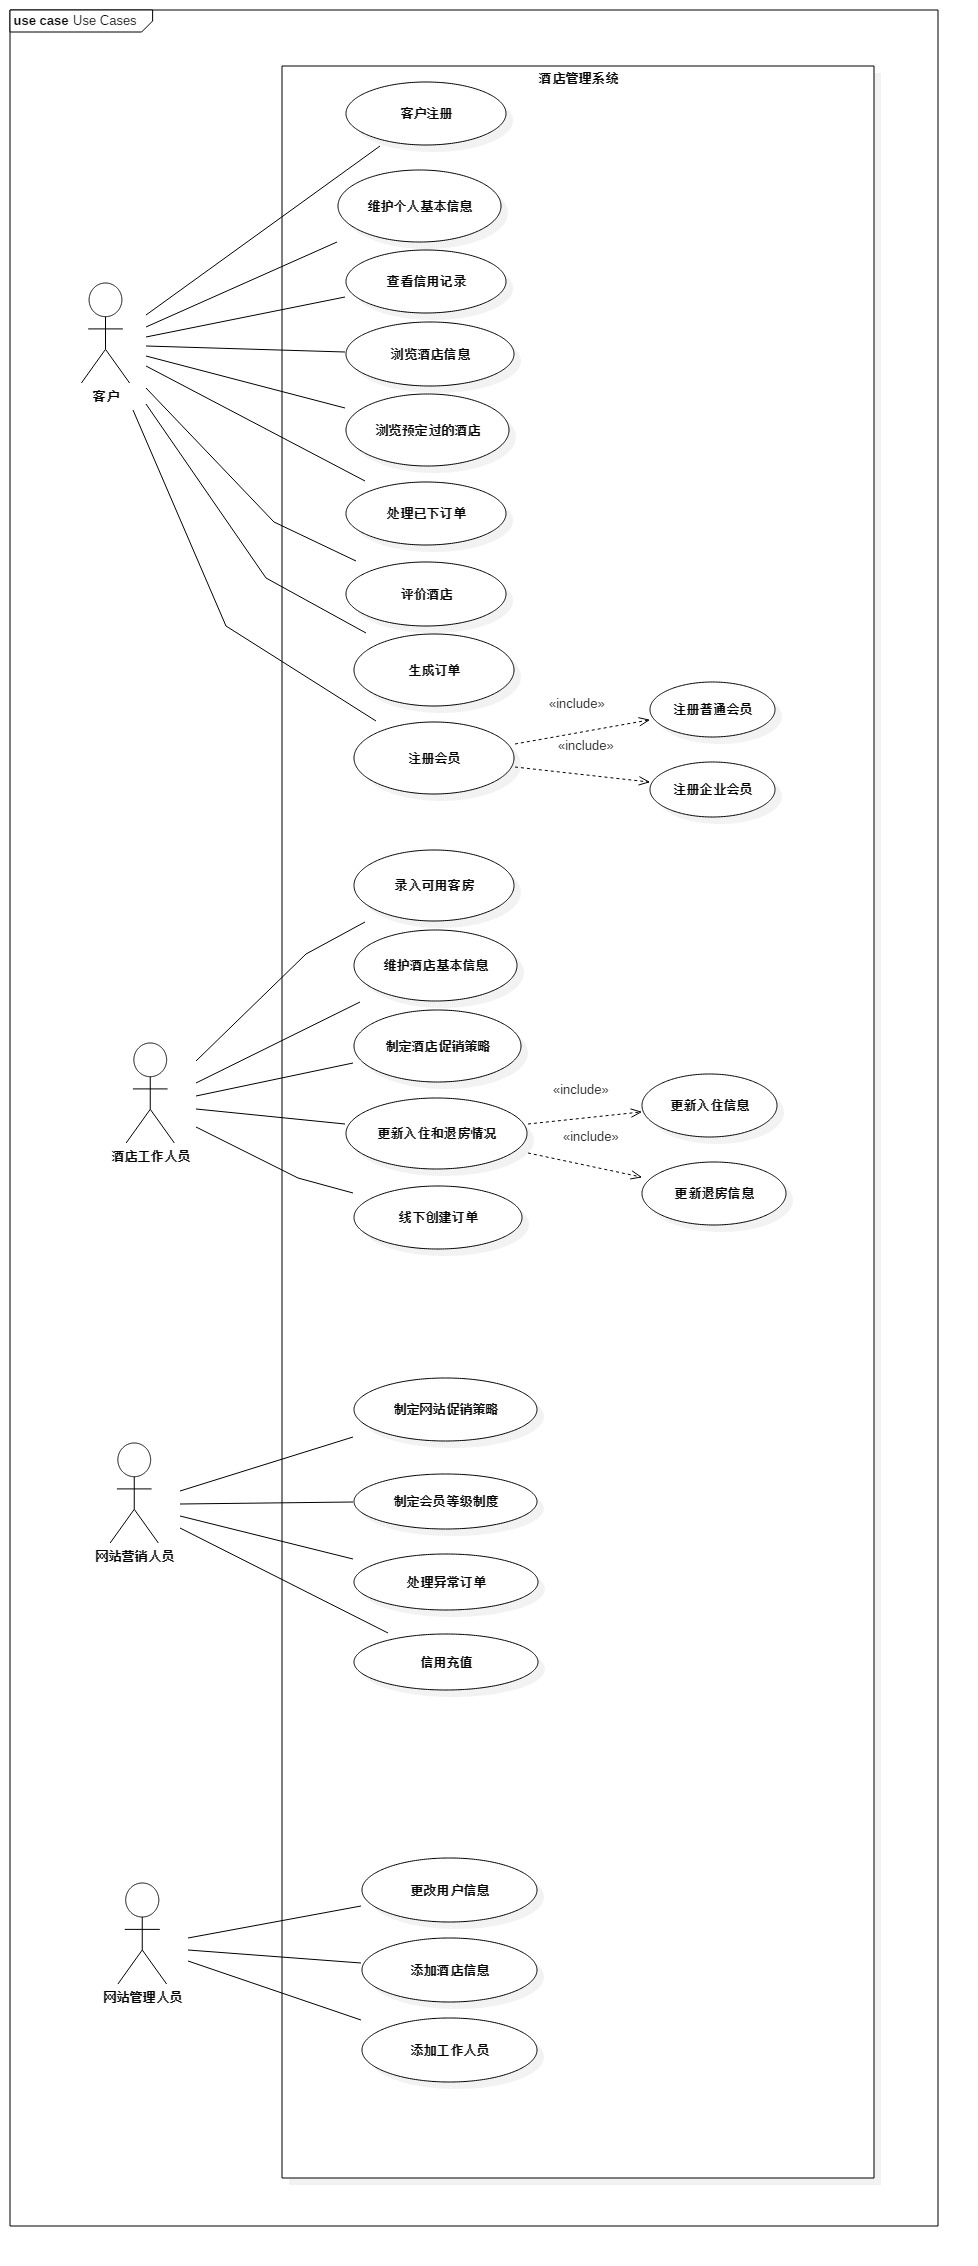 use case Use Cases
酒店管理系统
客户注册
维护个人基本信息
查看信用记录
浏览酒店信息
客户
浏览预定过的酒店
处理已下订单
评价酒店
生成订单
«include»
注册普通会员
«include»
注册会员
注册企业会员
录入可用客房
维护酒店基本信息
制定酒店促销策略
«include»
更新入住信息
更新入住和退房情况
«include»
酒店工作人员
更新退房信息
线下创建订单
制定网站促销策略
制定会员等级制度
网站营销人员
处理异常订单
信用充值
更改用户信息
添加酒店信息
网站管理人员
添加工作人员